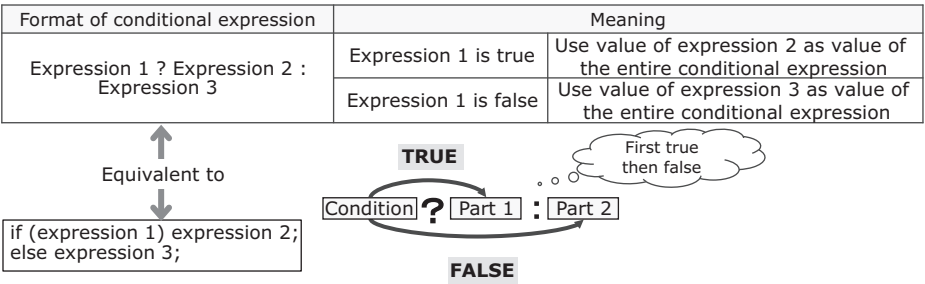 Format of conditional expression
Meaning
Expression 1 ? Expression 2 :
Expression 3
Expression 1 is true
Use value of expression 2 as value of
the entire conditional expression
Expression 1 is false
Use value of expression 3 as value of
the entire conditional expression
Equivalent to
if (expression 1) expression 2;
else expression 3;
TRUE
First true
then false
Condition ? Part 1 : Part 2
FALSE